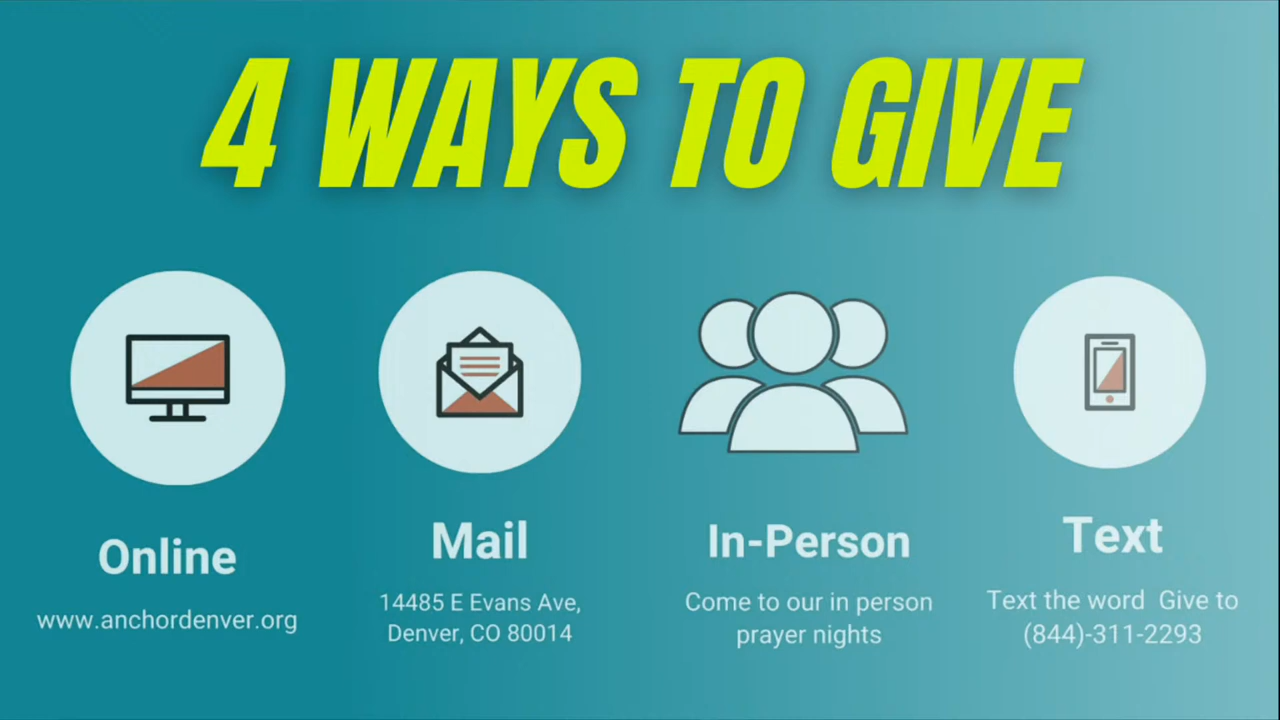 4 WAYS TO GIVE
Online
www.anchordenver.org
Mail
14485 E Evans Ave,
Denver, CO 80014
In-Person
Come to our in person
prayer nights
Text
Text the word  Give to
(844)-311-2293